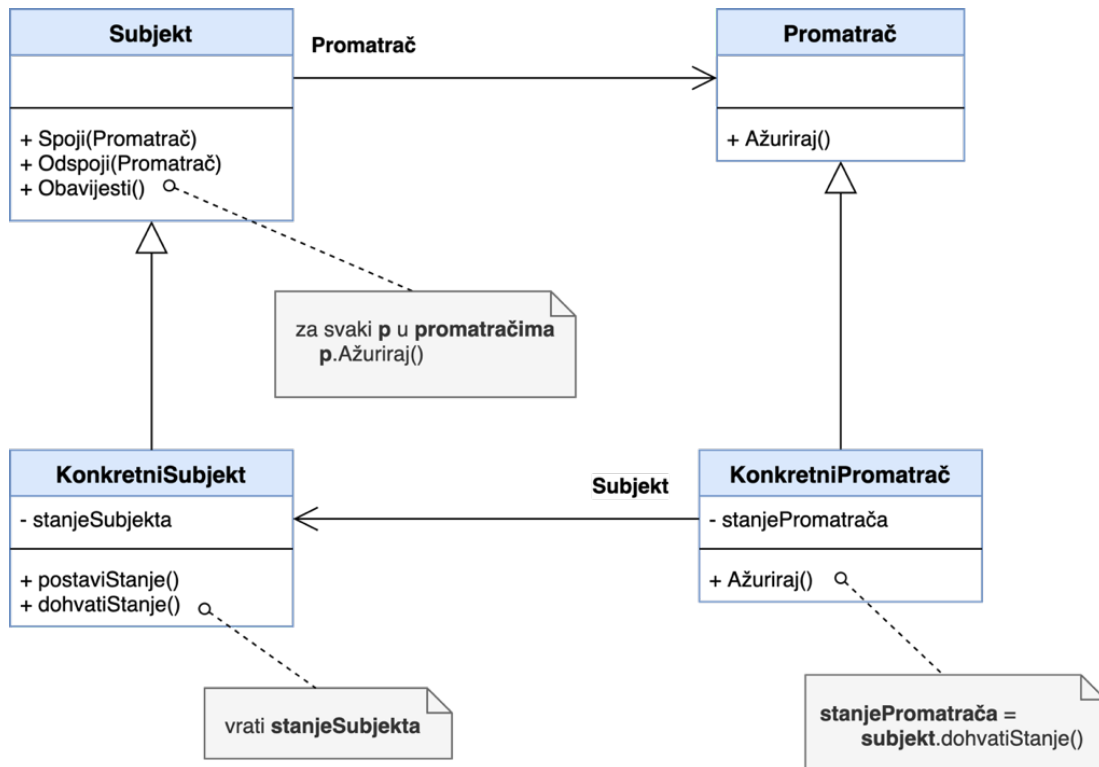 Subjekt
Promatrač
Promatrač
+ Spoji(Promatrač)
+ Odspoji(Promatrač)
+ Obavijesti()
+ Ažuriraj()
za svaki p u promatračima
p.Ažuriraj()
KonkretniSubjekt
- stanjeSubjekta
+ postaviStanje()
+ dohvatiStanje()
Subjekt
KonkretniPromatrač
- stanjePromatrača
+ Ažuriraj()
vrati stanjeSubjekta
stanjePromatrača =
subjekt.dohvatiStanje()